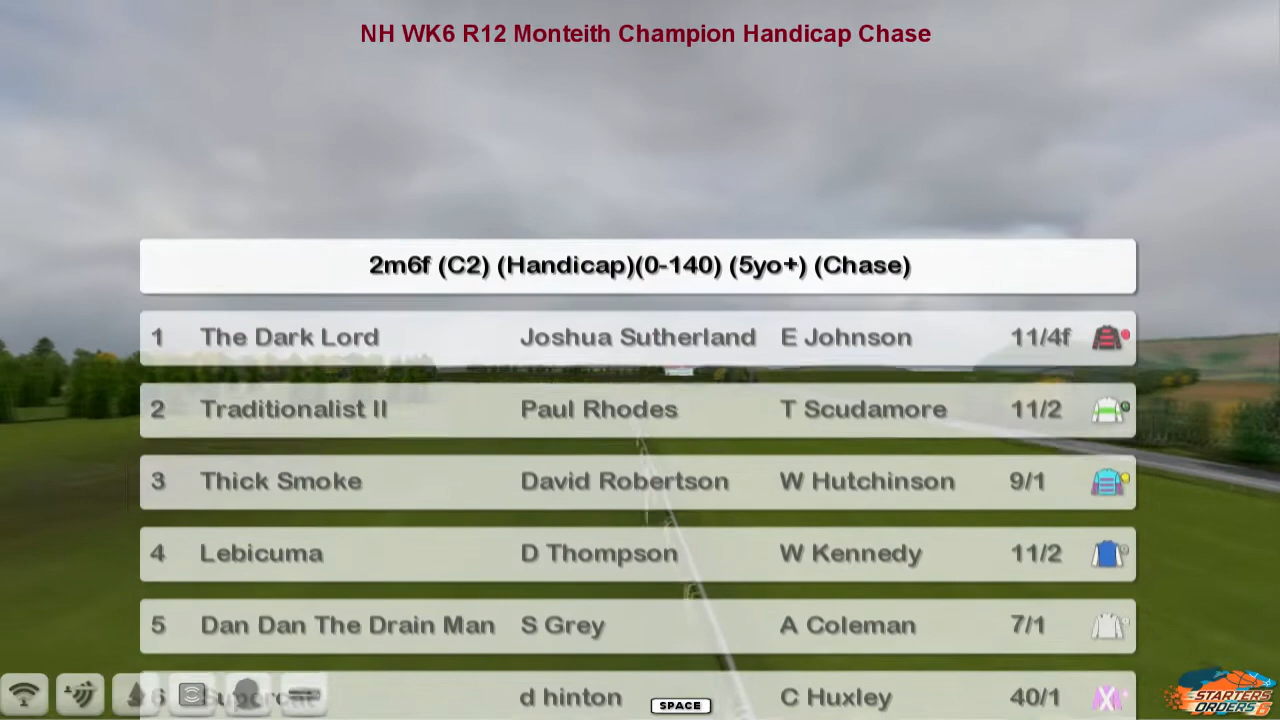 NH WK6 R12 Monteith Champion Handicap Chase
2m6f (C2) (Handicap)(0-140) (5yo+) (Chase)
1 The Dark Lord Joshua Sutherland E Johnson 11/4f
2 Traditionalist II Paul Rhodes T Scudamore 11/2
3 Thick Smoke David Robertson W Hutchinson 9/1
4 Lebicuma D Thompson W Kennedy 11/2
5 Dan Dan The Drain Man S Grey A Coleman 7/1
6 Supercat d hinton C Huxley 40/1
SPACE
STARTERS
ORDERS 6